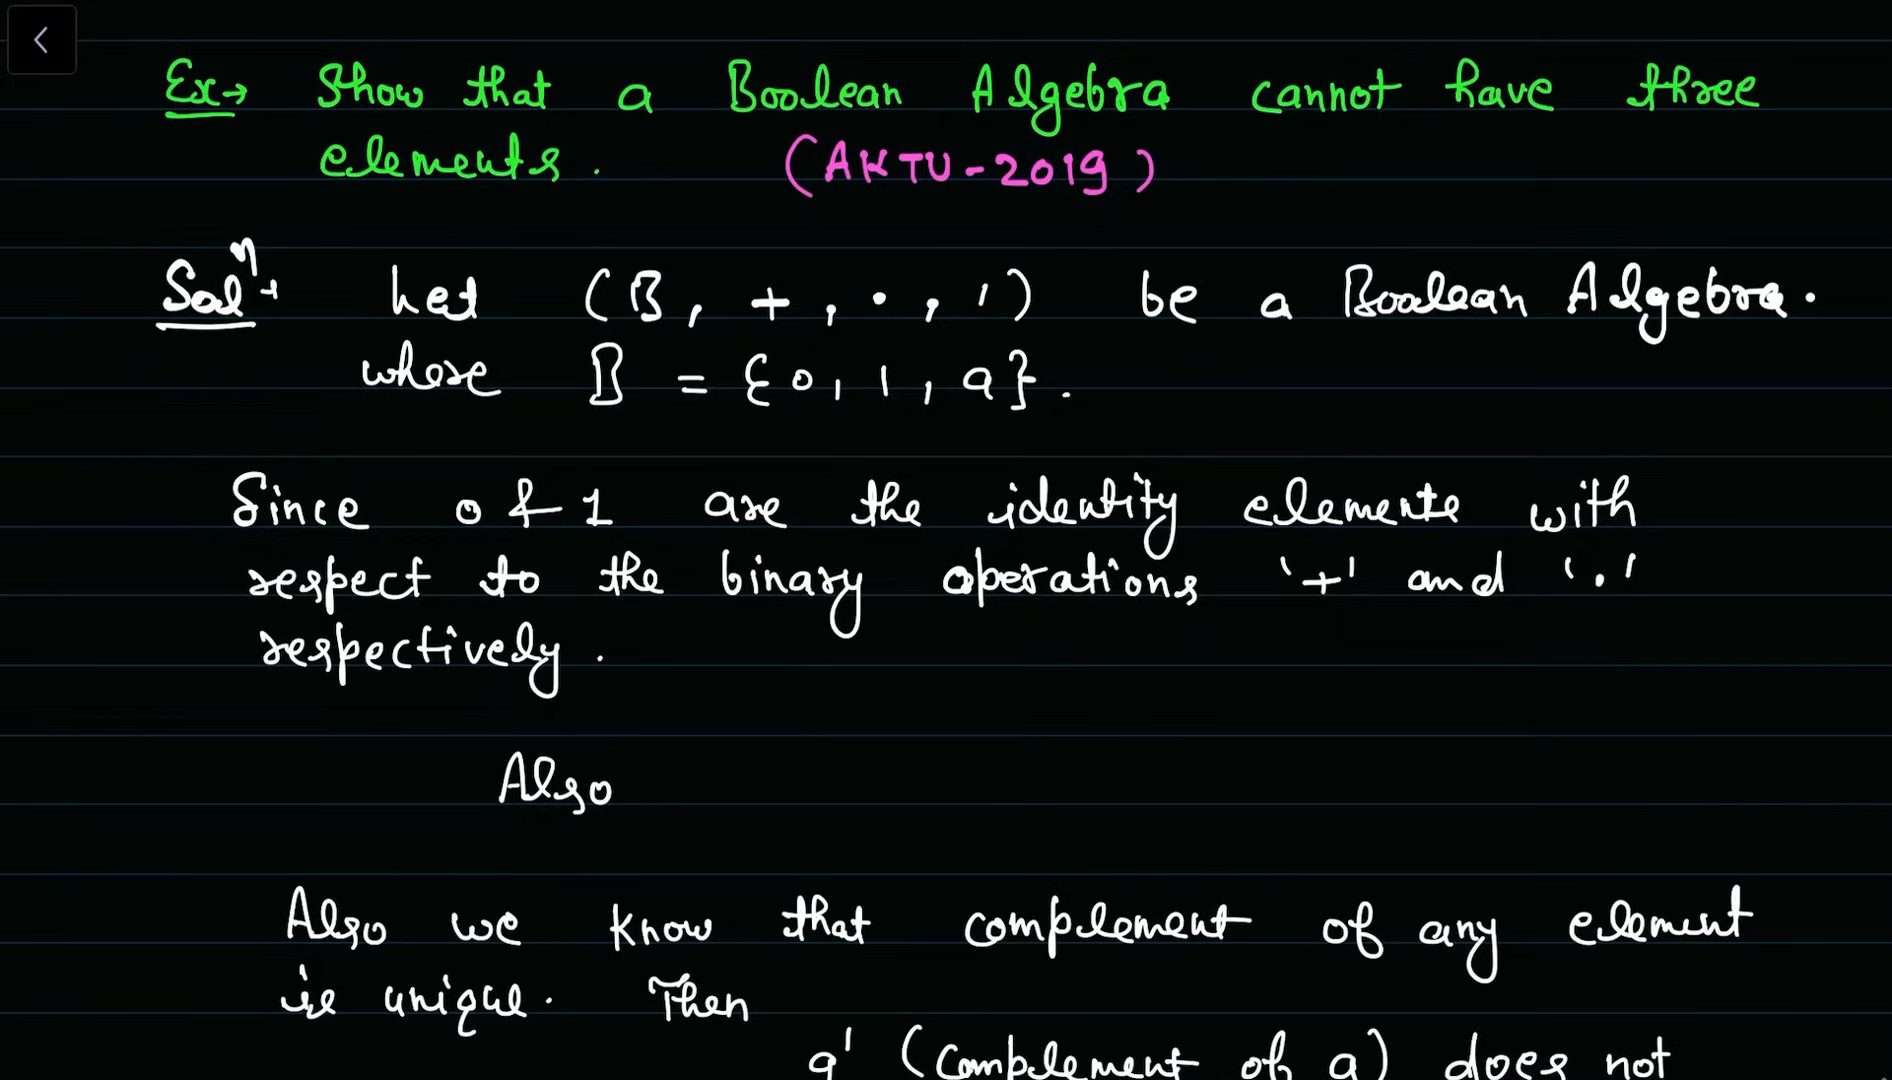 Ex→ Show that a Boolean Algebra cannot have three
elements. (AKTU-2019)
Solⁿ→ Let (B, +, •, ') be a Boolean Algebra.
where B = {0, 1, a}.
Since 0 & 1 are the identity elements with
respect to the binary operations '+' and '.'
respectively.
Also
Also we know that complement of any element
is unique. Then
a' (complement of a) does not